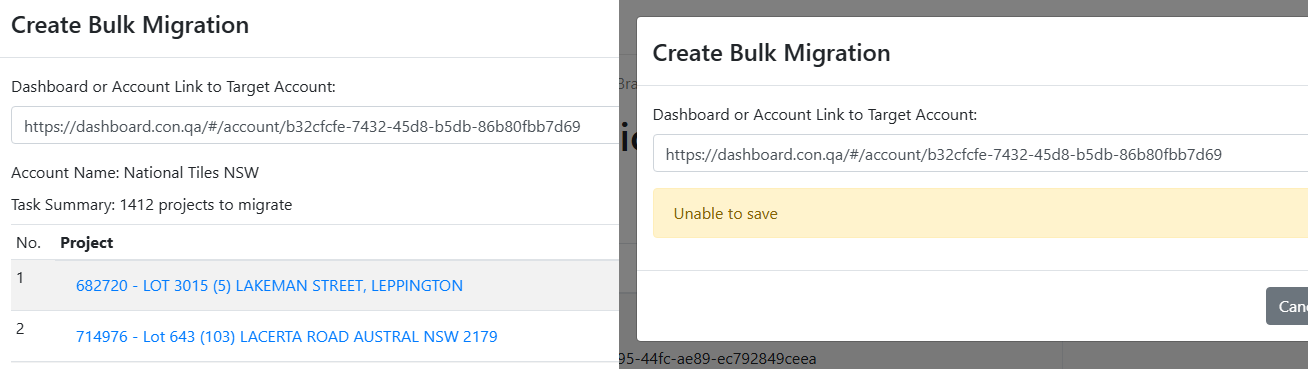 Create Bulk Migration
Dashboard or Account Link to Target Account:
https://dashboard.con.qa/#/account/b32cfcfe-7432-45d8-b5db-86b80fbb7d69
Account Name: National Tiles NSW
Task Summary: 1412 projects to migrate
No. Project
1 682720 - LOT 3015 (5) LAKEMAN STREET, LEPPINGTON
2 714976 - Lot 643 (103) LACERTA ROAD AUSTRAL NSW 2179
Create Bulk Migration
Dashboard or Account Link to Target Account:
https://dashboard.con.qa/#/account/b32cfcfe-7432-45d8-b5db-86b80fbb7d69
Unable to save
95-44fc-ae89-ec792849ceea